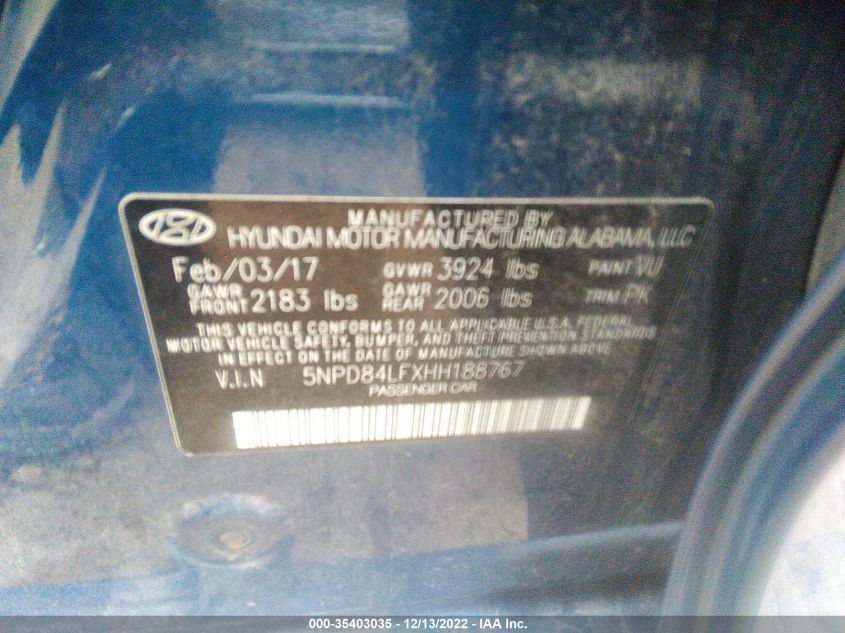 MANUFACTURED BY
HYUNDAI MOTOR MANUFACTURING ALABAMA, LLC
Feb/03/17 GVWR 3924 lbs PAINT VU
GAWR FRONT 2183 lbs GAWR REAR 2006 lbs TRIM PK
THIS VEHICLE CONFORMS TO ALL APPLICABLE U.S.A. FEDERAL
MOTOR VEHICLE SAFETY, BUMPER, AND THEFT PREVENTION STANDARDS
IN EFFECT ON THE DATE OF MANUFACTURE SHOWN ABOVE.
V.I.N 5NPD84LFXHH188767
PASSENGER CAR
000-35403035 - 12/13/2022 - IAA Inc.